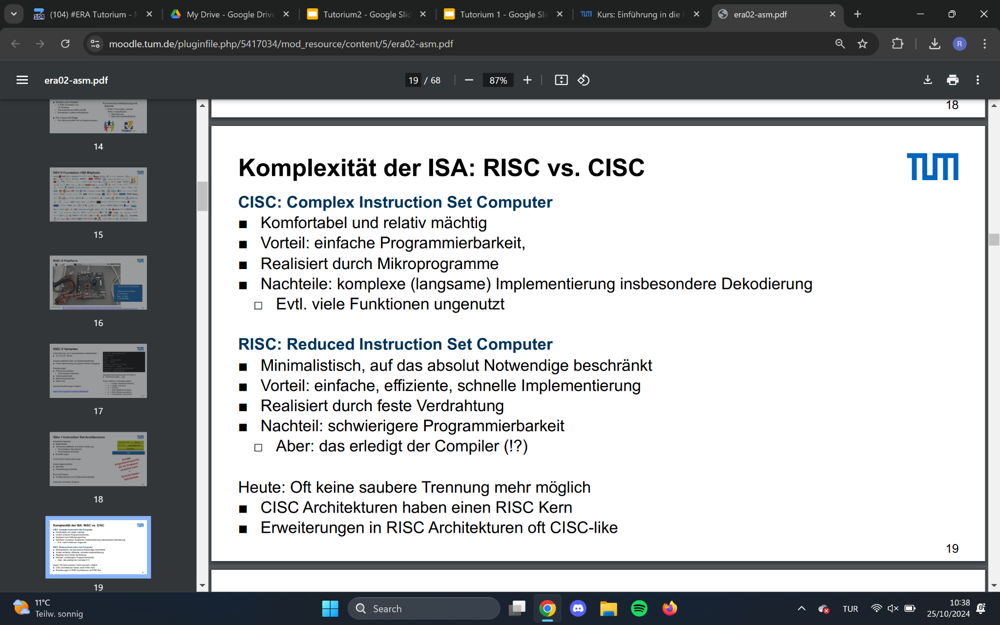 (104) #ERA Tutorium -
My Drive - Google Drive
Tutorium2 - Google Slid
Tutorium 1 - Google Slid
Kurs: Einführung in die
era02-asm.pdf
moodle.tum.de/pluginfile.php/5417034/mod_resource/content/5/era02-asm.pdf
R
era02-asm.pdf
19 / 68
87%
14
RISC-V Foundation >580 Mitglieder
15
RISC-V Plattform
16
RISC-V Varianten
17
ISAs = Instruction Set Architectures
18
Komplexität der ISA: RISC vs. CISC
19
18
Komplexität der ISA: RISC vs. CISC
TUM
CISC: Complex Instruction Set Computer
■ Komfortabel und relativ mächtig
■ Vorteil: einfache Programmierbarkeit,
■ Realisiert durch Mikroprogramme
■ Nachteile: komplexe (langsame) Implementierung insbesondere Dekodierung
□ Evtl. viele Funktionen ungenutzt
RISC: Reduced Instruction Set Computer
■ Minimalistisch, auf das absolut Notwendige beschränkt
■ Vorteil: einfache, effiziente, schnelle Implementierung
■ Realisiert durch feste Verdrahtung
■ Nachteil: schwierigere Programmierbarkeit
□ Aber: das erledigt der Compiler (!?)
Heute: Oft keine saubere Trennung mehr möglich
■ CISC Architekturen haben einen RISC Kern
■ Erweiterungen in RISC Architekturen oft CISC-like
19
11°C
Teilw. sonnig
Search
TUR
10:38
25/10/2024